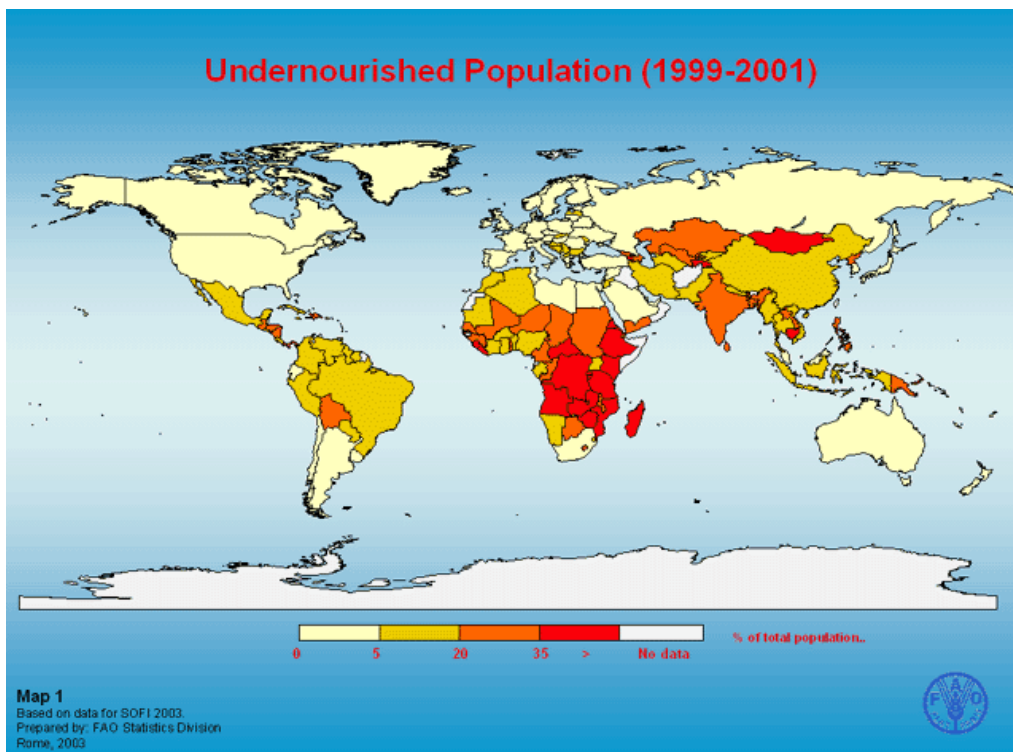 Undernourished Population (1999-2001)
% of total population..
0 5 20 35 > No data
Map 1
Based on data for SOFI 2003.
Prepared by: FAO Statistics Division
Rome, 2003
F A O